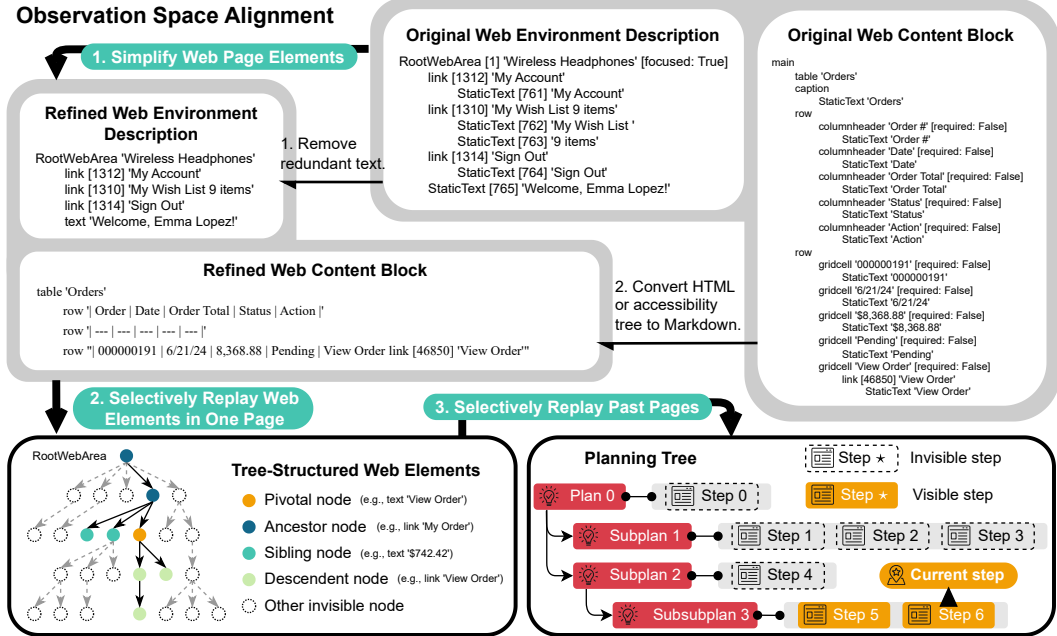 Observation Space Alignment
1. Simplify Web Page Elements
Original Web Environment Description
RootWebArea [1] 'Wireless Headphones' [focused: True]
link [1312] 'My Account'
StaticText [761] 'My Account'
link [1310] 'My Wish List 9 items'
StaticText [762] 'My Wish List '
StaticText [763] '9 items'
link [1314] 'Sign Out'
StaticText [764] 'Sign Out'
StaticText [765] 'Welcome, Emma Lopez!'
Original Web Content Block
main
table 'Orders'
caption
StaticText 'Orders'
row
columnheader 'Order #' [required: False]
StaticText 'Order #'
columnheader 'Date' [required: False]
StaticText 'Date'
columnheader 'Order Total' [required: False]
StaticText 'Order Total'
columnheader 'Status' [required: False]
StaticText 'Status'
columnheader 'Action' [required: False]
StaticText 'Action'
row
gridcell '000000191' [required: False]
StaticText '000000191'
gridcell '6/21/24' [required: False]
StaticText '6/21/24'
gridcell '$8,368.88' [required: False]
StaticText '$8,368.88'
gridcell 'Pending' [required: False]
StaticText 'Pending'
gridcell 'View Order' [required: False]
link [46850] 'View Order'
StaticText 'View Order'
Refined Web Environment
Description
RootWebArea 'Wireless Headphones'
link [1312] 'My Account'
link [1310] 'My Wish List 9 items'
link [1314] 'Sign Out'
text 'Welcome, Emma Lopez!'
1. Remove
redundant text.
Refined Web Content Block
table 'Orders'
row '| Order | Date | Order Total | Status | Action |'
row '| --- | --- | --- | --- | --- |'
row "| 000000191 | 6/21/24 | 8,368.88 | Pending | View Order link [46850] 'View Order'"
2. Convert HTML
or accessibility
tree to Markdown.
2. Selectively Replay Web
Elements in One Page
3. Selectively Replay Past Pages
RootWebArea
Tree-Structured Web Elements
Pivotal node (e.g., text 'View Order')
Ancestor node (e.g., link 'My Order')
Sibling node (e.g., text '$742.42')
Descendent node (e.g., link 'View Order')
Other invisible node
Planning Tree
Step ⋆ Invisible step
Step ⋆ Visible step
Plan 0 Step 0
Subplan 1 Step 1 Step 2 Step 3
Subplan 2 Step 4 Current step
Subsubplan 3 Step 5 Step 6